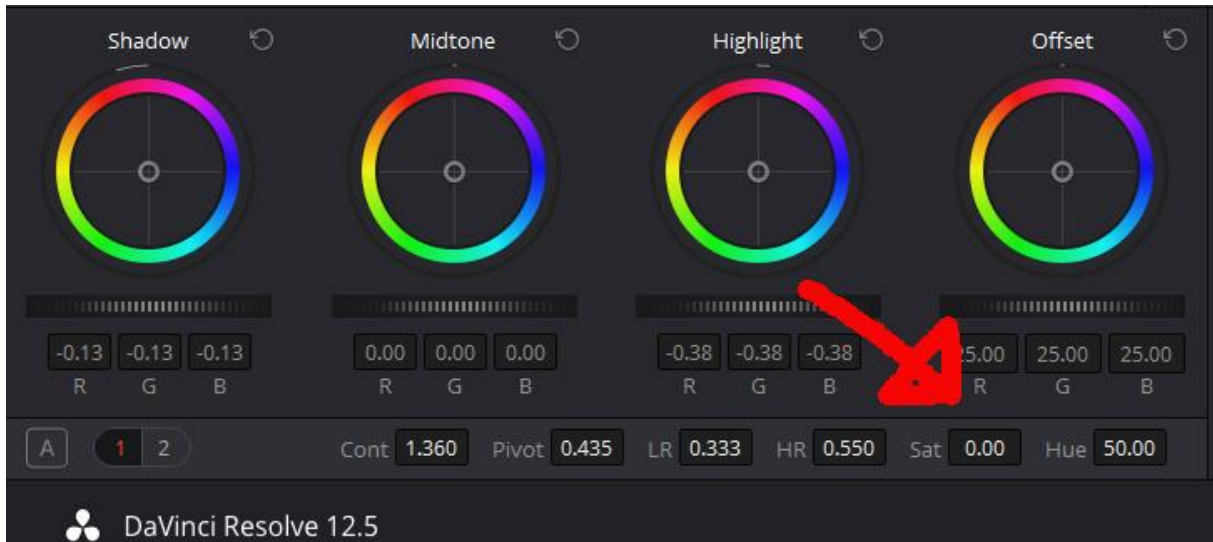 Shadow Midtone Highlight Offset
-0.13 -0.13 -0.13 0.00 0.00 0.00 -0.38 -0.38 -0.38 25.00 25.00 25.00
R G B R G B R G B R G B
A 1 2 Cont 1.360 Pivot 0.435 LR 0.333 HR 0.550 Sat 0.00 Hue 50.00
DaVinci Resolve 12.5